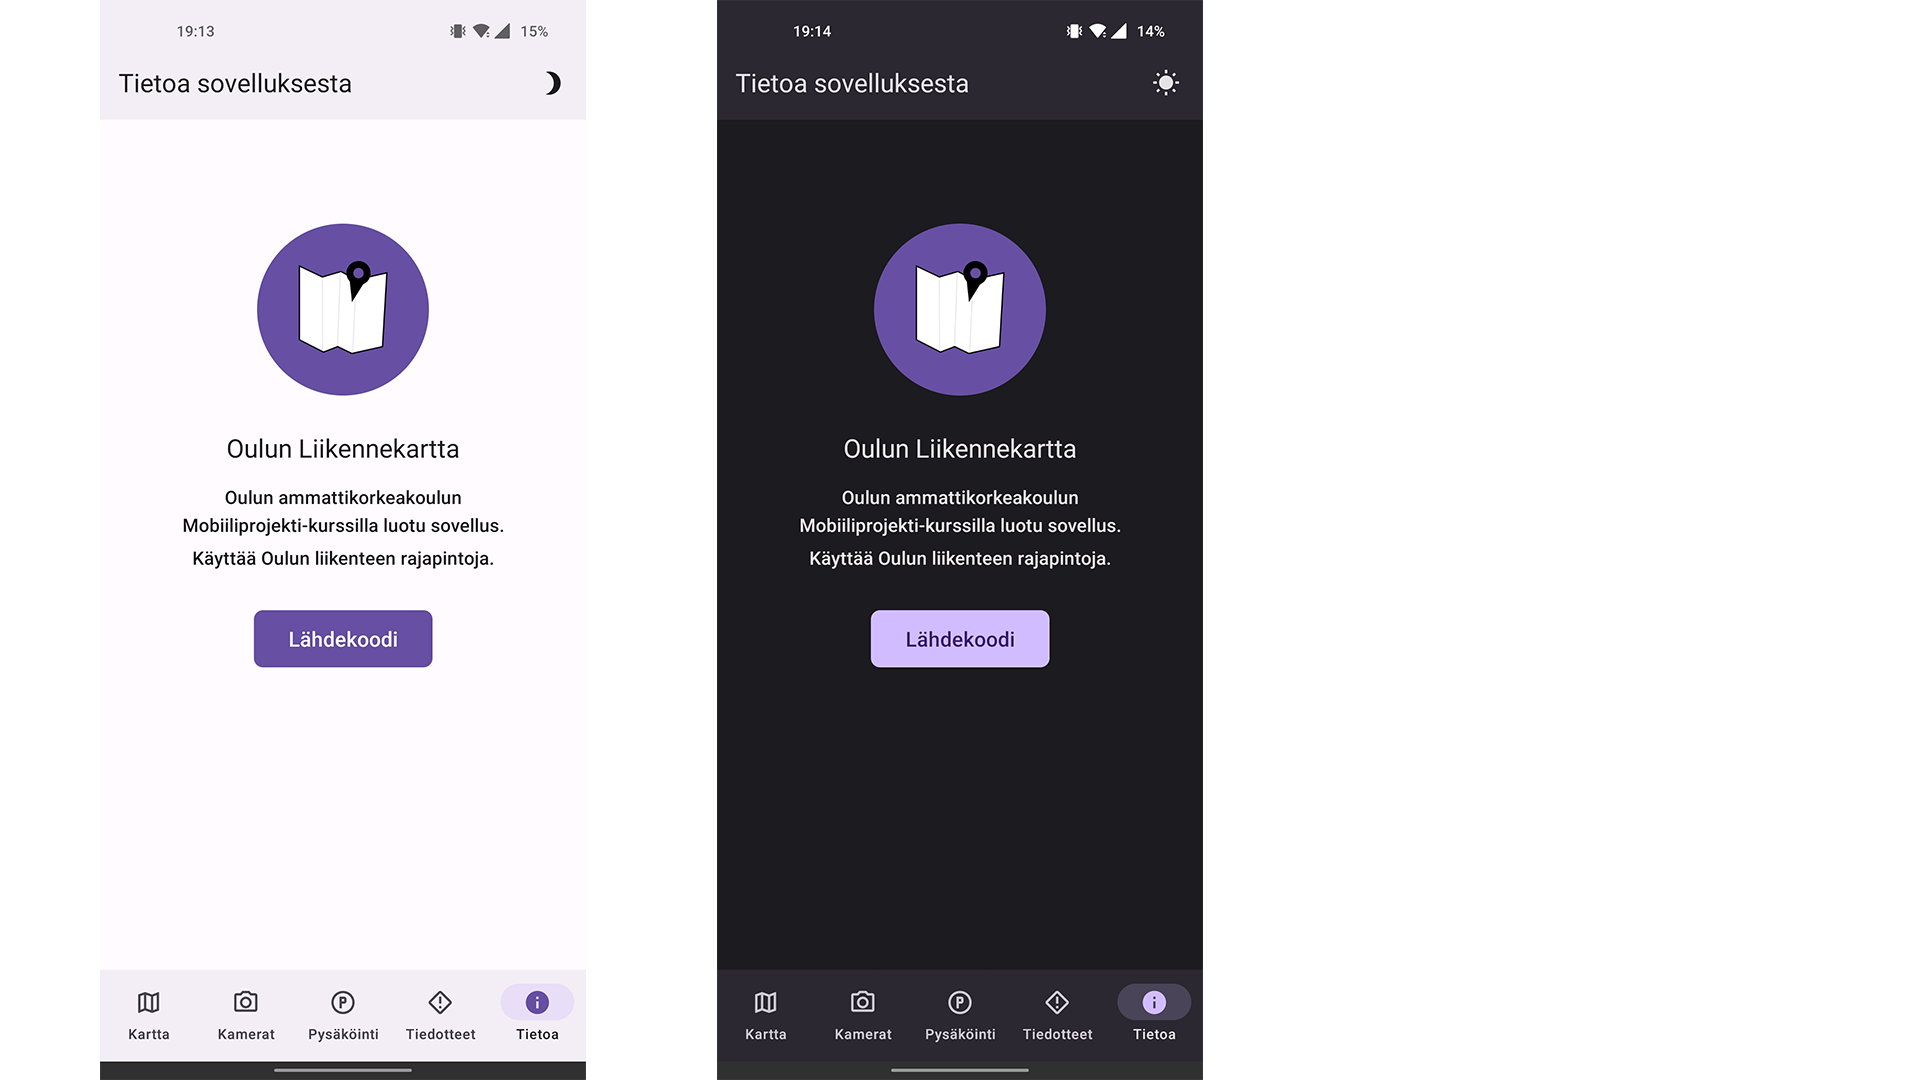 19:13
15%
Tietoa sovelluksesta
Oulun Liikennekartta
Oulun ammattikorkeakoulun
Mobiiliprojekti-kurssilla luotu sovellus.
Käyttää Oulun liikenteen rajapintoja.
Lähdekoodi
Kartta
Kamerat
P
Pysäköinti
Tiedotteet
Tietoa
19:14
14%
Tietoa sovelluksesta
Oulun Liikennekartta
Oulun ammattikorkeakoulun
Mobiiliprojekti-kurssilla luotu sovellus.
Käyttää Oulun liikenteen rajapintoja.
Lähdekoodi
Kartta
Kamerat
P
Pysäköinti
Tiedotteet
Tietoa